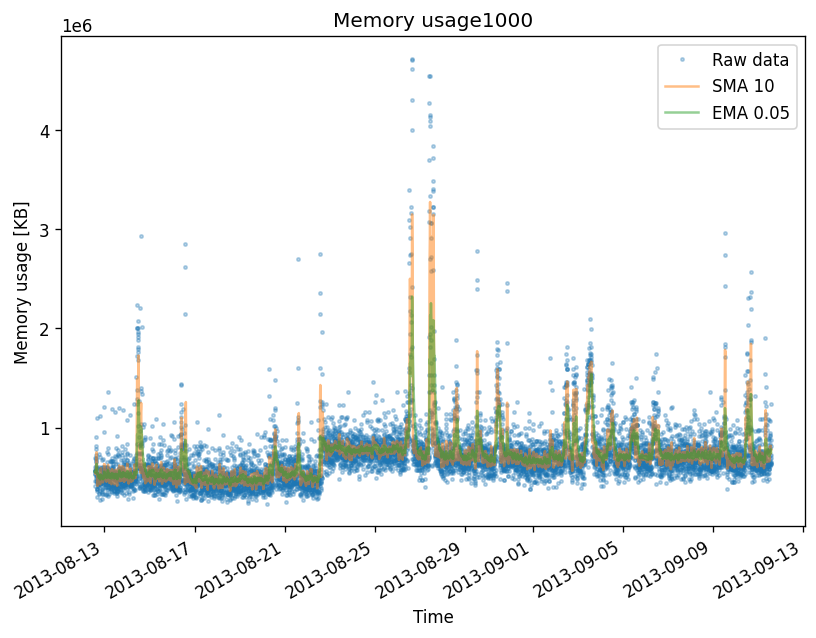 Memory usage1000
1e6
Raw data
SMA 10
EMA 0.05
4
3
2
1
Memory usage [KB]
2013-08-13
2013-08-17
2013-08-21
2013-08-25
2013-08-29
2013-09-01
2013-09-05
2013-09-09
2013-09-13
Time